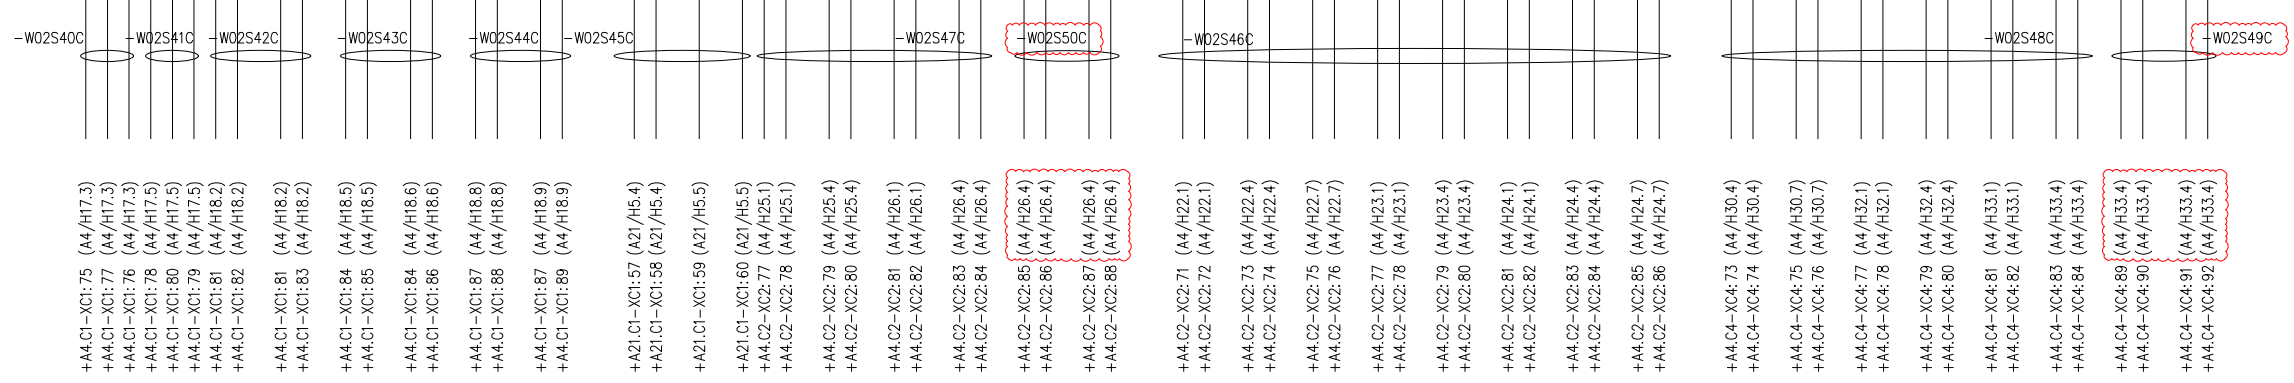 -W02S40C
-W02S41C
-W02S42C
-W02S43C
-W02S44C
-W02S45C
-W02S47C
-W02S50C
-W02S46C
-W02S48C
-W02S49C
+A4.C1-XC1:75 (A4/H17.3)
+A4.C1-XC1:77 (A4/H17.3)
+A4.C1-XC1:76 (A4/H17.3)
+A4.C1-XC1:78 (A4/H17.5)
+A4.C1-XC1:80 (A4/H17.5)
+A4.C1-XC1:79 (A4/H17.5)
+A4.C1-XC1:81 (A4/H18.2)
+A4.C1-XC1:82 (A4/H18.2)
+A4.C1-XC1:81 (A4/H18.2)
+A4.C1-XC1:83 (A4/H18.2)
+A4.C1-XC1:84 (A4/H18.5)
+A4.C1-XC1:85 (A4/H18.5)
+A4.C1-XC1:84 (A4/H18.6)
+A4.C1-XC1:86 (A4/H18.6)
+A4.C1-XC1:87 (A4/H18.8)
+A4.C1-XC1:88 (A4/H18.8)
+A4.C1-XC1:87 (A4/H18.9)
+A4.C1-XC1:89 (A4/H18.9)
+A21.C1-XC1:57 (A21/H5.4)
+A21.C1-XC1:58 (A21/H5.4)
+A21.C1-XC1:59 (A21/H5.5)
+A21.C1-XC1:60 (A21/H5.5)
+A4.C2-XC2:77 (A4/H25.1)
+A4.C2-XC2:78 (A4/H25.1)
+A4.C2-XC2:79 (A4/H25.4)
+A4.C2-XC2:80 (A4/H25.4)
+A4.C2-XC2:81 (A4/H26.1)
+A4.C2-XC2:82 (A4/H26.1)
+A4.C2-XC2:83 (A4/H26.4)
+A4.C2-XC2:84 (A4/H26.4)
+A4.C2-XC2:85 (A4/H26.4)
+A4.C2-XC2:86 (A4/H26.4)
+A4.C2-XC2:87 (A4/H26.4)
+A4.C2-XC2:88 (A4/H26.4)
+A4.C2-XC2:71 (A4/H22.1)
+A4.C2-XC2:72 (A4/H22.1)
+A4.C2-XC2:73 (A4/H22.4)
+A4.C2-XC2:74 (A4/H22.4)
+A4.C2-XC2:75 (A4/H22.7)
+A4.C2-XC2:76 (A4/H22.7)
+A4.C2-XC2:77 (A4/H23.1)
+A4.C2-XC2:78 (A4/H23.1)
+A4.C2-XC2:79 (A4/H23.4)
+A4.C2-XC2:80 (A4/H23.4)
+A4.C2-XC2:81 (A4/H24.1)
+A4.C2-XC2:82 (A4/H24.1)
+A4.C2-XC2:83 (A4/H24.4)
+A4.C2-XC2:84 (A4/H24.4)
+A4.C2-XC2:85 (A4/H24.7)
+A4.C2-XC2:86 (A4/H24.7)
+A4.C4-XC4:73 (A4/H30.4)
+A4.C4-XC4:74 (A4/H30.4)
+A4.C4-XC4:75 (A4/H30.7)
+A4.C4-XC4:76 (A4/H30.7)
+A4.C4-XC4:77 (A4/H32.1)
+A4.C4-XC4:78 (A4/H32.1)
+A4.C4-XC4:79 (A4/H32.4)
+A4.C4-XC4:80 (A4/H32.4)
+A4.C4-XC4:81 (A4/H33.1)
+A4.C4-XC4:82 (A4/H33.1)
+A4.C4-XC4:83 (A4/H33.4)
+A4.C4-XC4:84 (A4/H33.4)
+A4.C4-XC4:89 (A4/H33.4)
+A4.C4-XC4:90 (A4/H33.4)
+A4.C4-XC4:91 (A4/H33.4)
+A4.C4-XC4:92 (A4/H33.4)